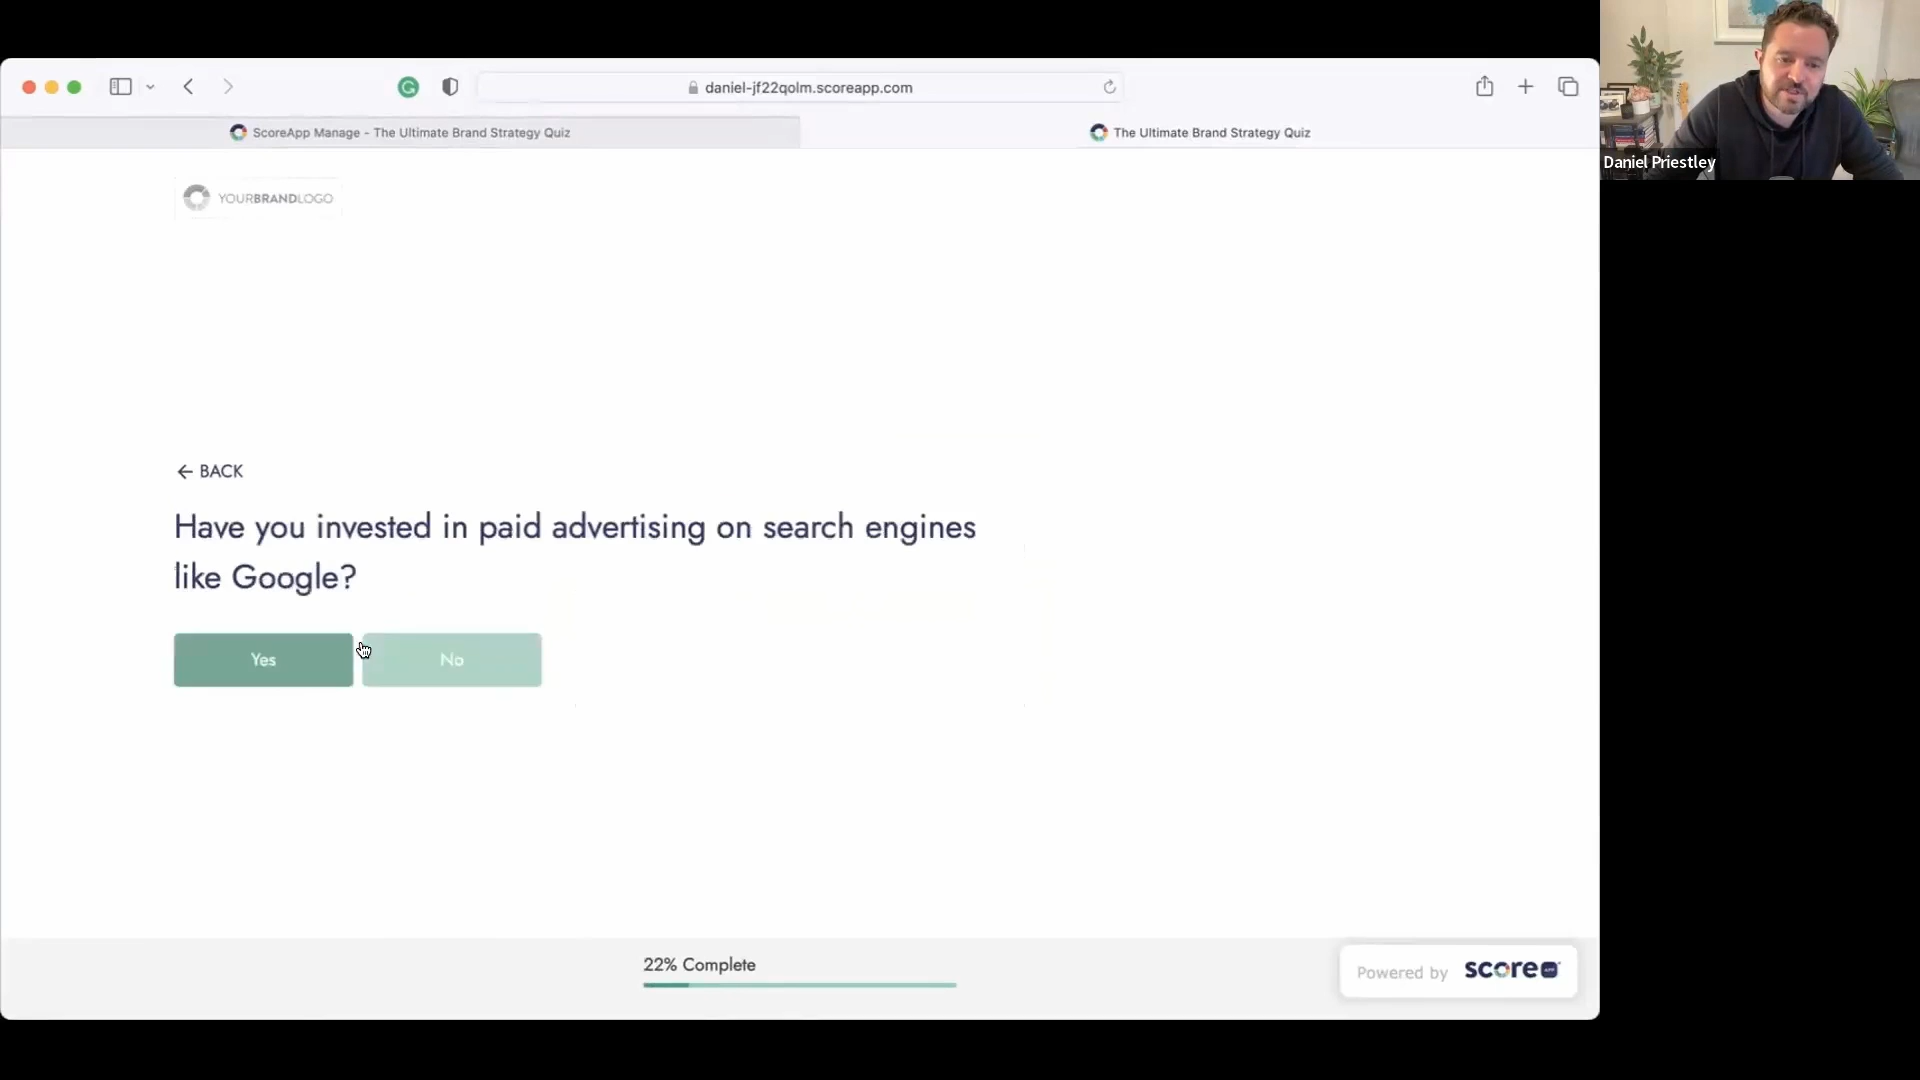 daniel-jf22qolm.scoreapp.com
ScoreApp Manage - The Ultimate Brand Strategy Quiz
The Ultimate Brand Strategy Quiz
Daniel Priestley
YOURBRANDLOGO
← BACK
Have you invested in paid advertising on search engines
like Google?
Yes
No
22% Complete
Powered by score APP